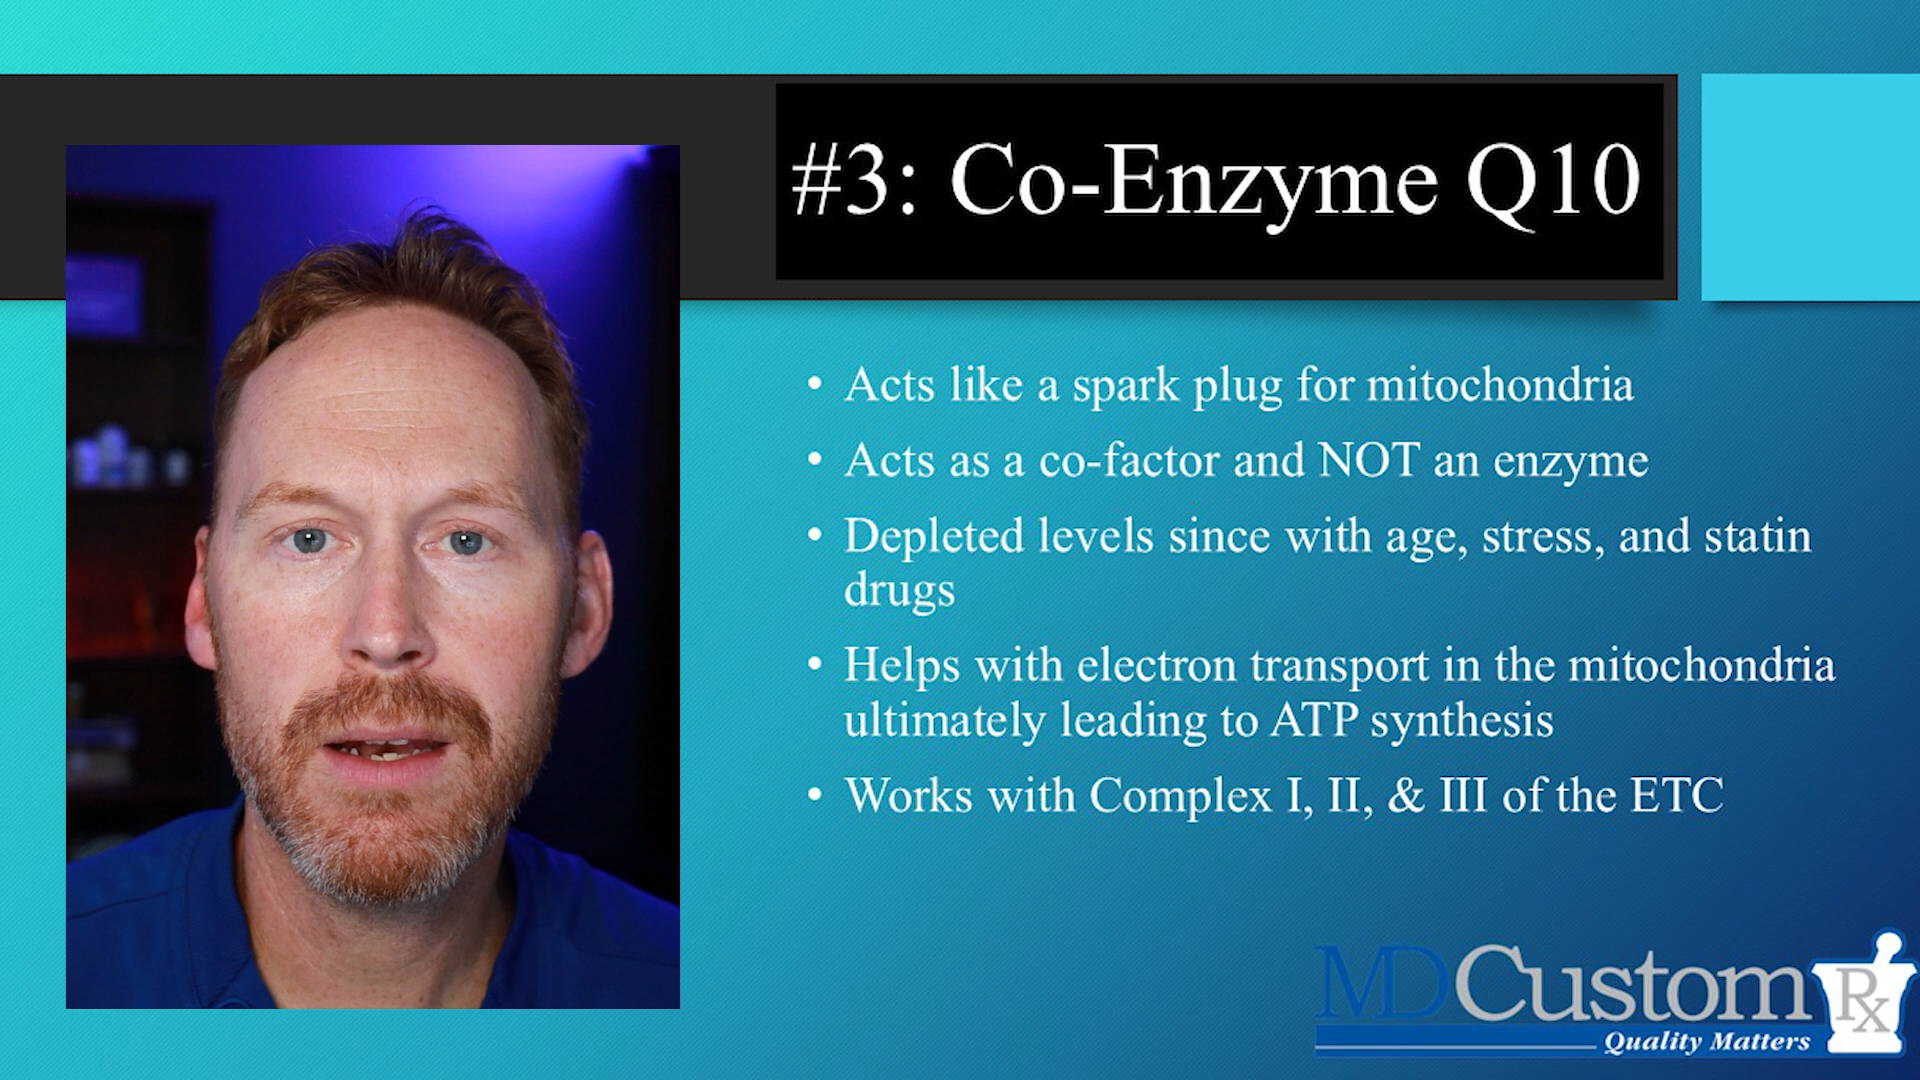 #3: Co-Enzyme Q10
• Acts like a spark plug for mitochondria
• Acts as a co-factor and NOT an enzyme
• Depleted levels since with age, stress, and statin
drugs
• Helps with electron transport in the mitochondria
ultimately leading to ATP synthesis
• Works with Complex I, II, & III of the ETC
MDCustom Rx
Quality Matters